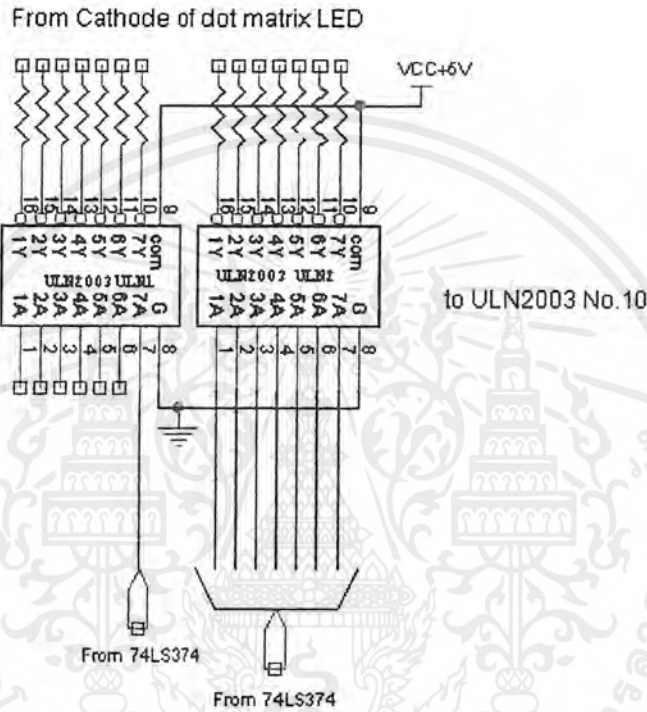 From Cathode of dot matrix LED
VCC+5V
16 15 14 13 12 11 10 9
16 15 14 13 12 11 10 9
1Y 2Y 3Y 4Y 5Y 6Y 7Y com
1Y 2Y 3Y 4Y 5Y 6Y 7Y com
ULN2003 ULN1
ULN2003 ULN2
1A 2A 3A 4A 5A 6A 7A G
1A 2A 3A 4A 5A 6A 7A G
to ULN2003 No.10
1 2 3 4 5 6 7 8
1 2 3 4 5 6 7 8
From 74LS374
From 74LS374